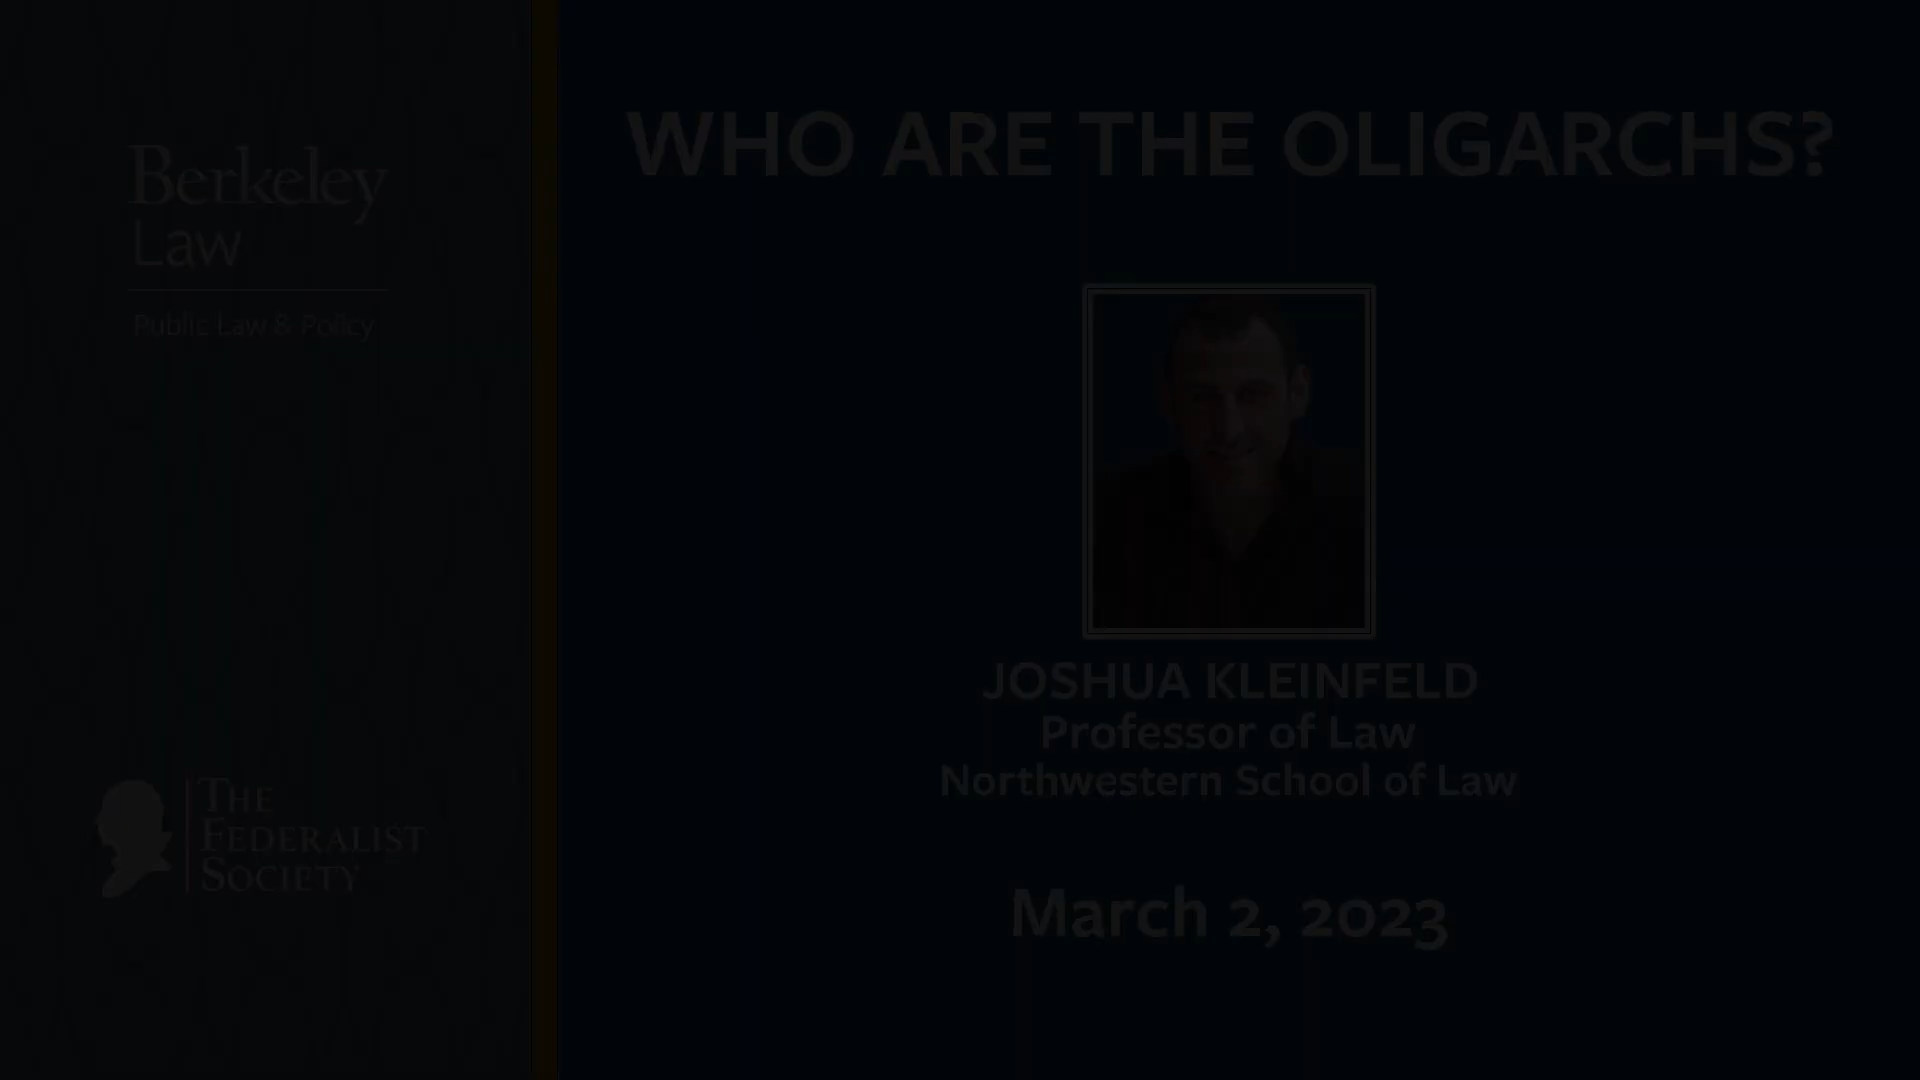 Berkeley
Law
Public Law & Policy
THE
FEDERALIST
SOCIETY
WHO ARE THE OLIGARCHS?
JOSHUA KLEINFELD
Professor of Law
Northwestern School of Law
March 2, 2023